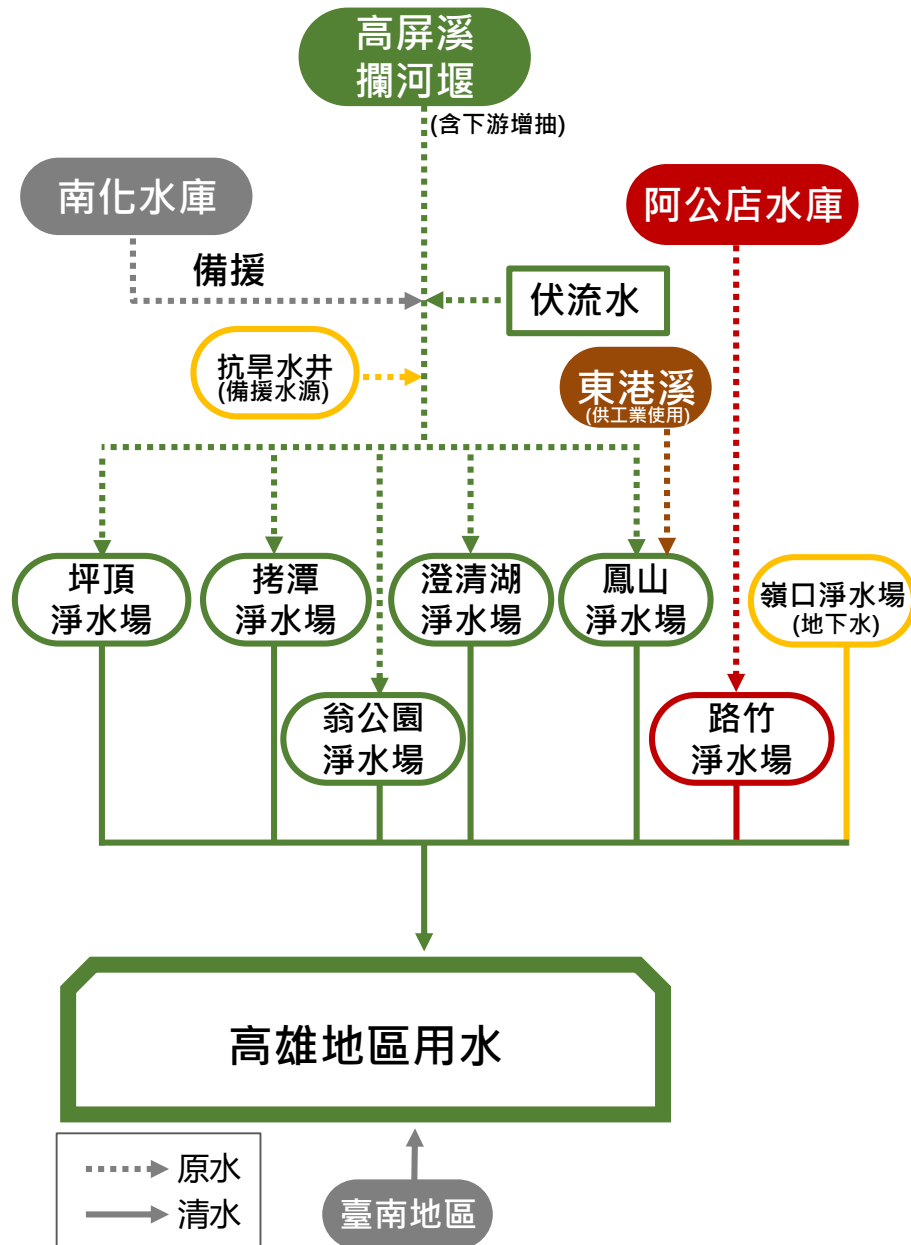 高屏溪
攔河堰
(含下游增抽)
南化水庫
阿公店水庫
備援
伏流水
抗旱水井
(備援水源)
東港溪
(供工業使用)
坪頂
淨水場
拷潭
淨水場
澄清湖
淨水場
鳳山
淨水場
嶺口淨水場
(地下水)
翁公園
淨水場
路竹
淨水場
高雄地區用水
原水
清水
臺南地區